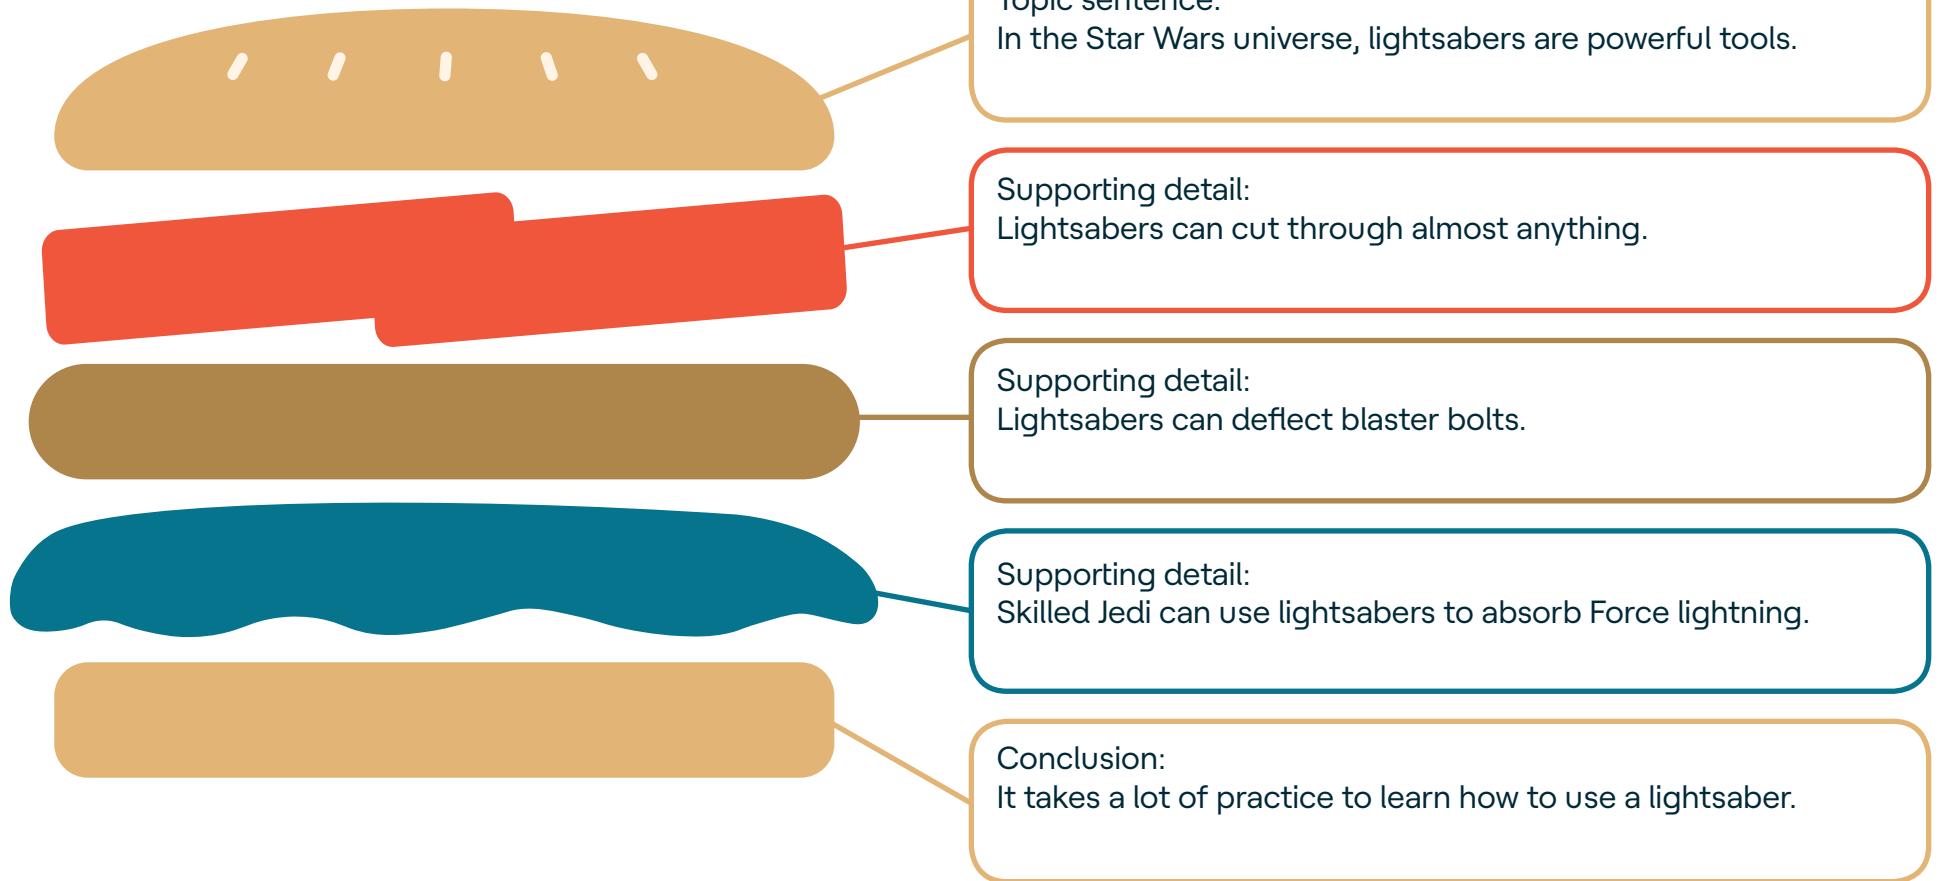 Topic sentence:
In the Star Wars universe, lightsabers are powerful tools.
Supporting detail:
Lightsabers can cut through almost anything.
Supporting detail:
Lightsabers can deflect blaster bolts.
Supporting detail:
Skilled Jedi can use lightsabers to absorb Force lightning.
Conclusion:
It takes a lot of practice to learn how to use a lightsaber.